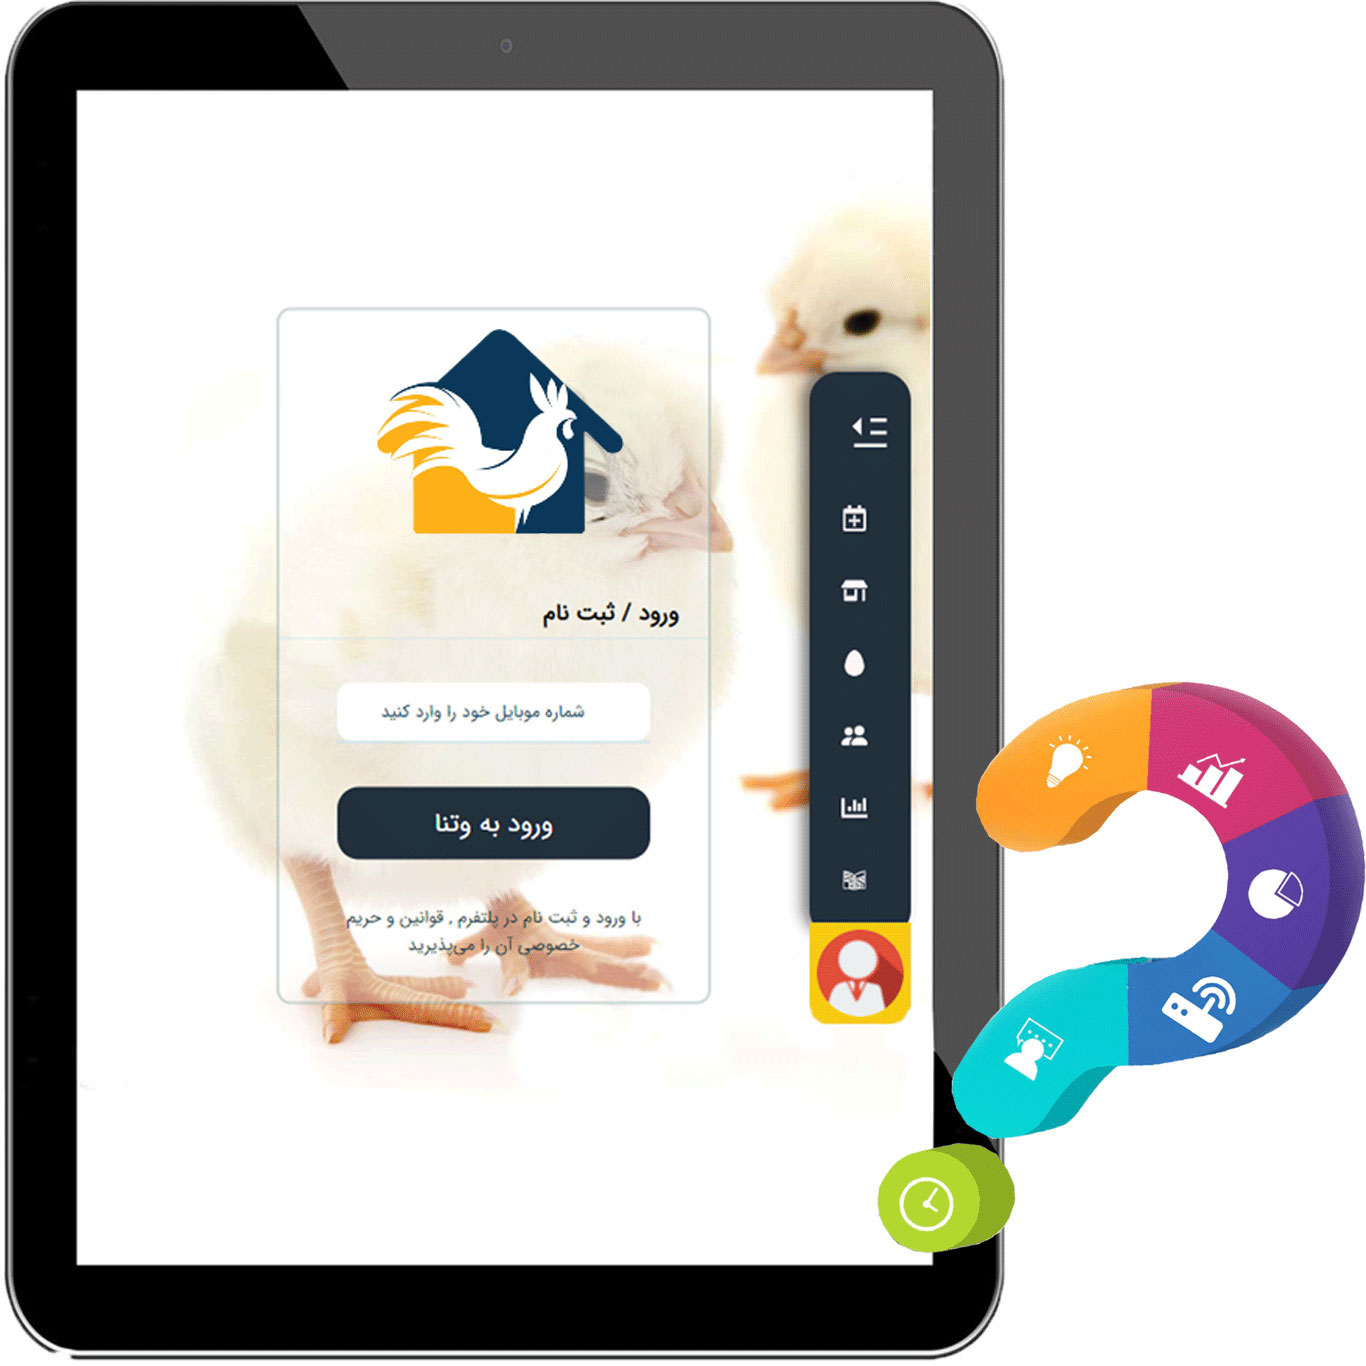 ورود / ثبت نام
شماره موبایل خود را وارد کنید
ورود به وتنا
با ورود و ثبت نام در پلتفرم , قوانین و حریم
خصوصی آن را می‌پذیرید